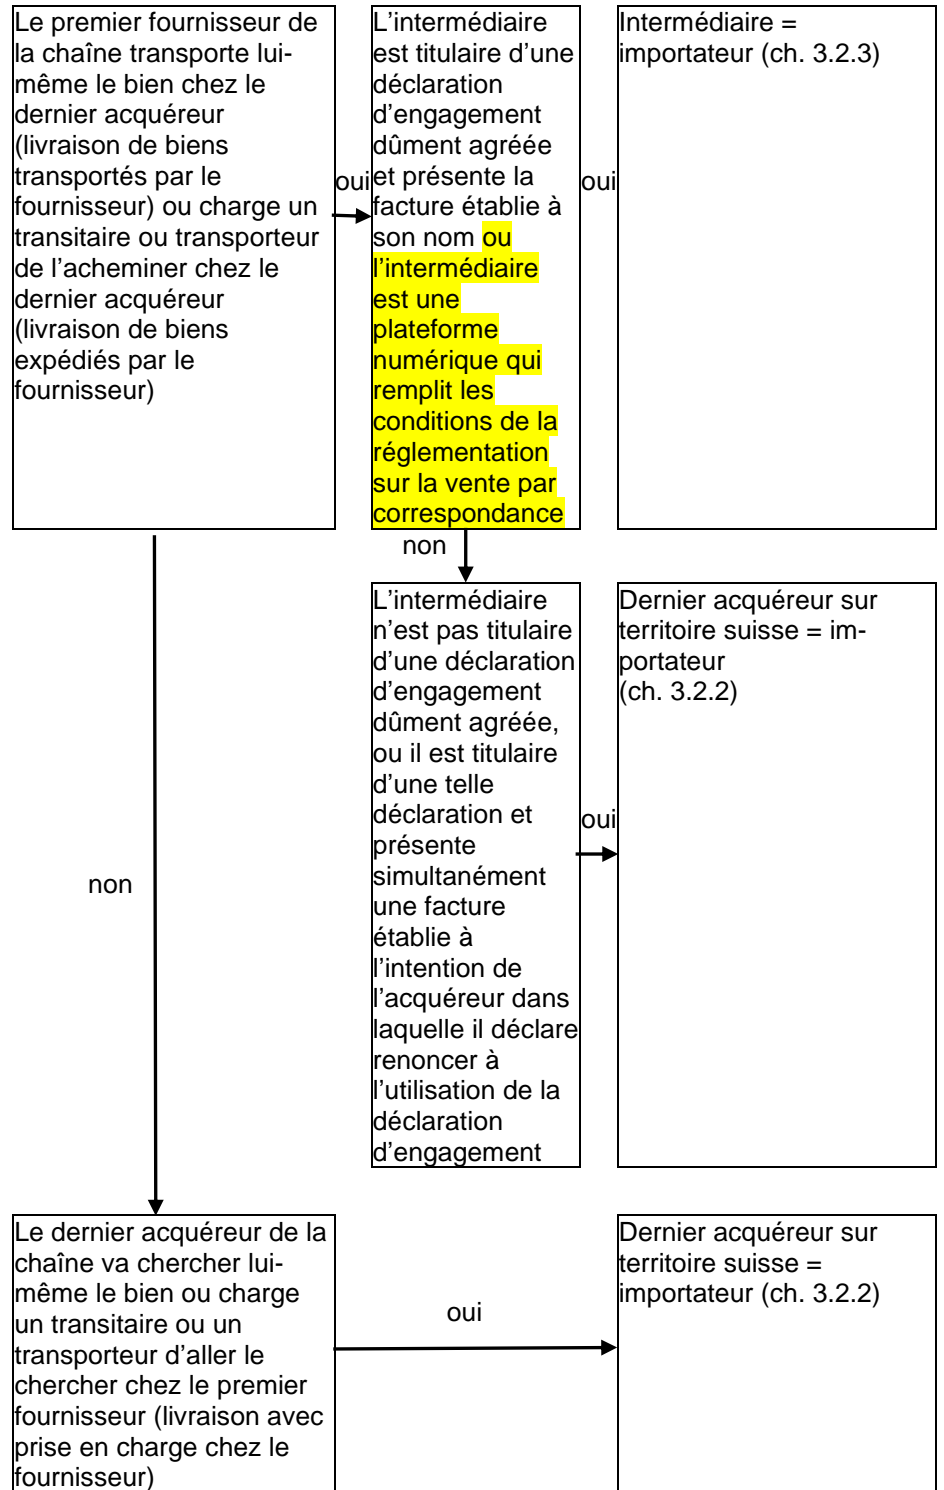 Le premier fournisseur de
la chaîne transporte lui-
même le bien chez le
dernier acquéreur
(livraison de biens
transportés par le
fournisseur) ou charge un
transitaire ou transporteur
de l’acheminer chez le
dernier acquéreur
(livraison de biens
expédiés par le
fournisseur)
oui
L’intermédiaire
est titulaire d’une
déclaration
d’engagement
dûment agréée
et présente la
facture établie à
son nom ou
l’intermédiaire
est une
plateforme
numérique qui
remplit les
conditions de la
réglementation
sur la vente par
correspondance
oui
Intermédiaire =
importateur (ch. 3.2.3)
non
L’intermédiaire
n’est pas titulaire
d’une déclaration
d’engagement
dûment agréée,
ou il est titulaire
d’une telle
déclaration et
présente
simultanément
une facture
établie à
l’intention de
l’acquéreur dans
laquelle il déclare
renoncer à
l’utilisation de la
déclaration
d’engagement
oui
Dernier acquéreur sur
territoire suisse = im-
portateur
(ch. 3.2.2)
non
Le dernier acquéreur de la
chaîne va chercher lui-
même le bien ou charge
un transitaire ou un
transporteur d’aller le
chercher chez le premier
fournisseur (livraison avec
prise en charge chez le
fournisseur)
oui
Dernier acquéreur sur
territoire suisse =
importateur (ch. 3.2.2)